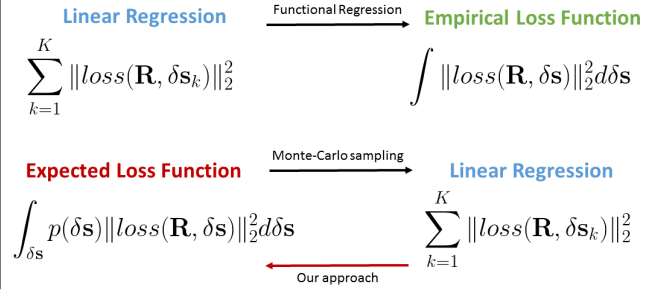 Linear Regression
Functional Regression
Empirical Loss Function
\sum_{k=1}^{K} \|loss(\mathbf{R}, \delta\mathbf{s}_k)\|_2^2
\int \|loss(\mathbf{R}, \delta\mathbf{s})\|_2^2 d\delta\mathbf{s}
Expected Loss Function
Monte-Carlo sampling
Linear Regression
\int_{\delta\mathbf{s}} p(\delta\mathbf{s})\|loss(\mathbf{R}, \delta\mathbf{s})\|_2^2 d\delta\mathbf{s}
\sum_{k=1}^{K} \|loss(\mathbf{R}, \delta\mathbf{s}_k)\|_2^2
Our approach